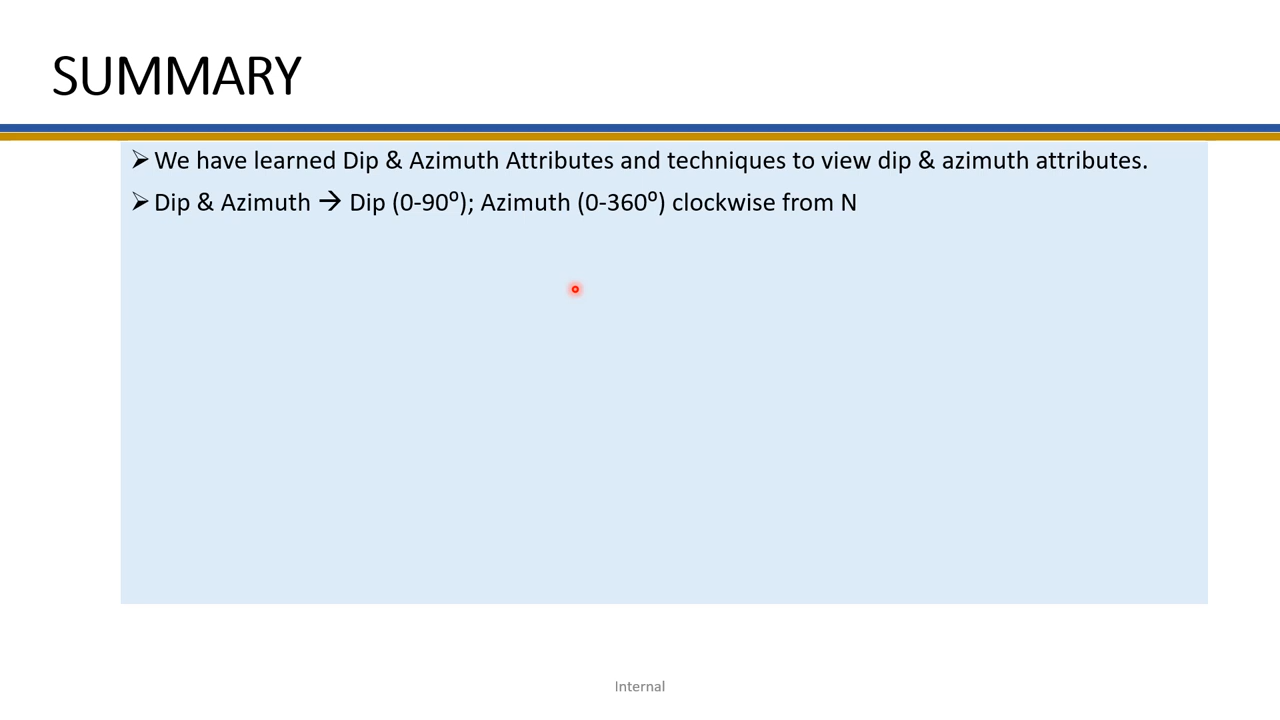 SUMMARY
➢ We have learned Dip & Azimuth Attributes and techniques to view dip & azimuth attributes.
➢ Dip & Azimuth → Dip (0-90⁰); Azimuth (0-360⁰) clockwise from N
Internal